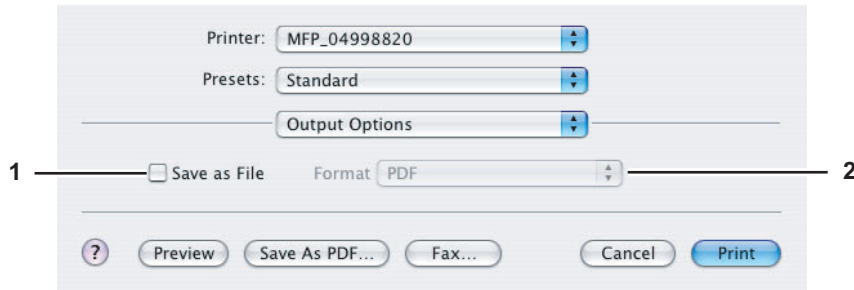 Printer: MFP_04998820
Presets: Standard
Output Options
1 Save as File Format PDF 2
? Preview Save As PDF... Fax... Cancel Print